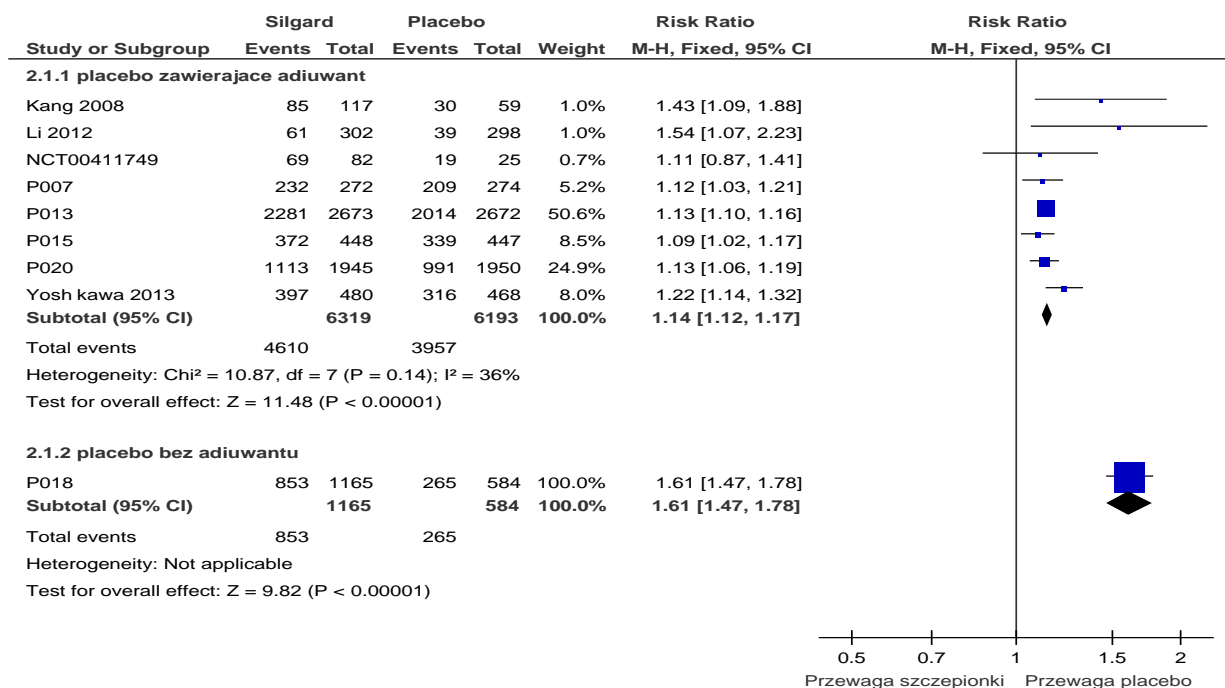 Silgard Placebo Risk Ratio Risk Ratio
Study or Subgroup Events Total Events Total Weight M-H, Fixed, 95% CI M-H, Fixed, 95% CI
2.1.1 placebo zawierajace adiuwant
Kang 2008 85 117 30 59 1.0% 1.43 [1.09, 1.88]
Li 2012 61 302 39 298 1.0% 1.54 [1.07, 2.23]
NCT00411749 69 82 19 25 0.7% 1.11 [0.87, 1.41]
P007 232 272 209 274 5.2% 1.12 [1.03, 1.21]
P013 2281 2673 2014 2672 50.6% 1.13 [1.10, 1.16]
P015 372 448 339 447 8.5% 1.09 [1.02, 1.17]
P020 1113 1945 991 1950 24.9% 1.13 [1.06, 1.19]
Yosh kawa 2013 397 480 316 468 8.0% 1.22 [1.14, 1.32]
Subtotal (95% CI) 6319 6193 100.0% 1.14 [1.12, 1.17]
Total events 4610 3957
Heterogeneity: Chi² = 10.87, df = 7 (P = 0.14); I² = 36%
Test for overall effect: Z = 11.48 (P < 0.00001)
2.1.2 placebo bez adiuwantu
P018 853 1165 265 584 100.0% 1.61 [1.47, 1.78]
Subtotal (95% CI) 1165 584 100.0% 1.61 [1.47, 1.78]
Total events 853 265
Heterogeneity: Not applicable
Test for overall effect: Z = 9.82 (P < 0.00001)
0.5 0.7 1 1.5 2
Przewaga szczepionki Przewaga placebo